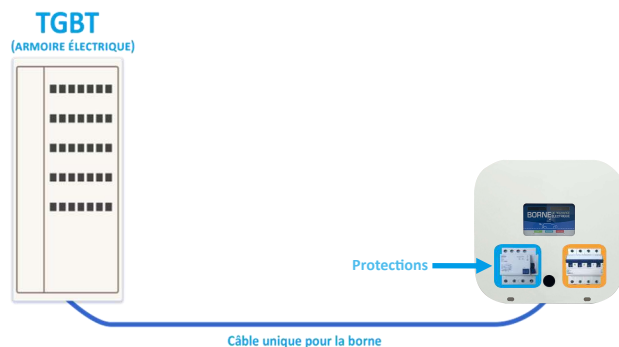 TGBT
(ARMOIRE ÉLECTRIQUE)
BORNE
Protections
Câble unique pour la borne